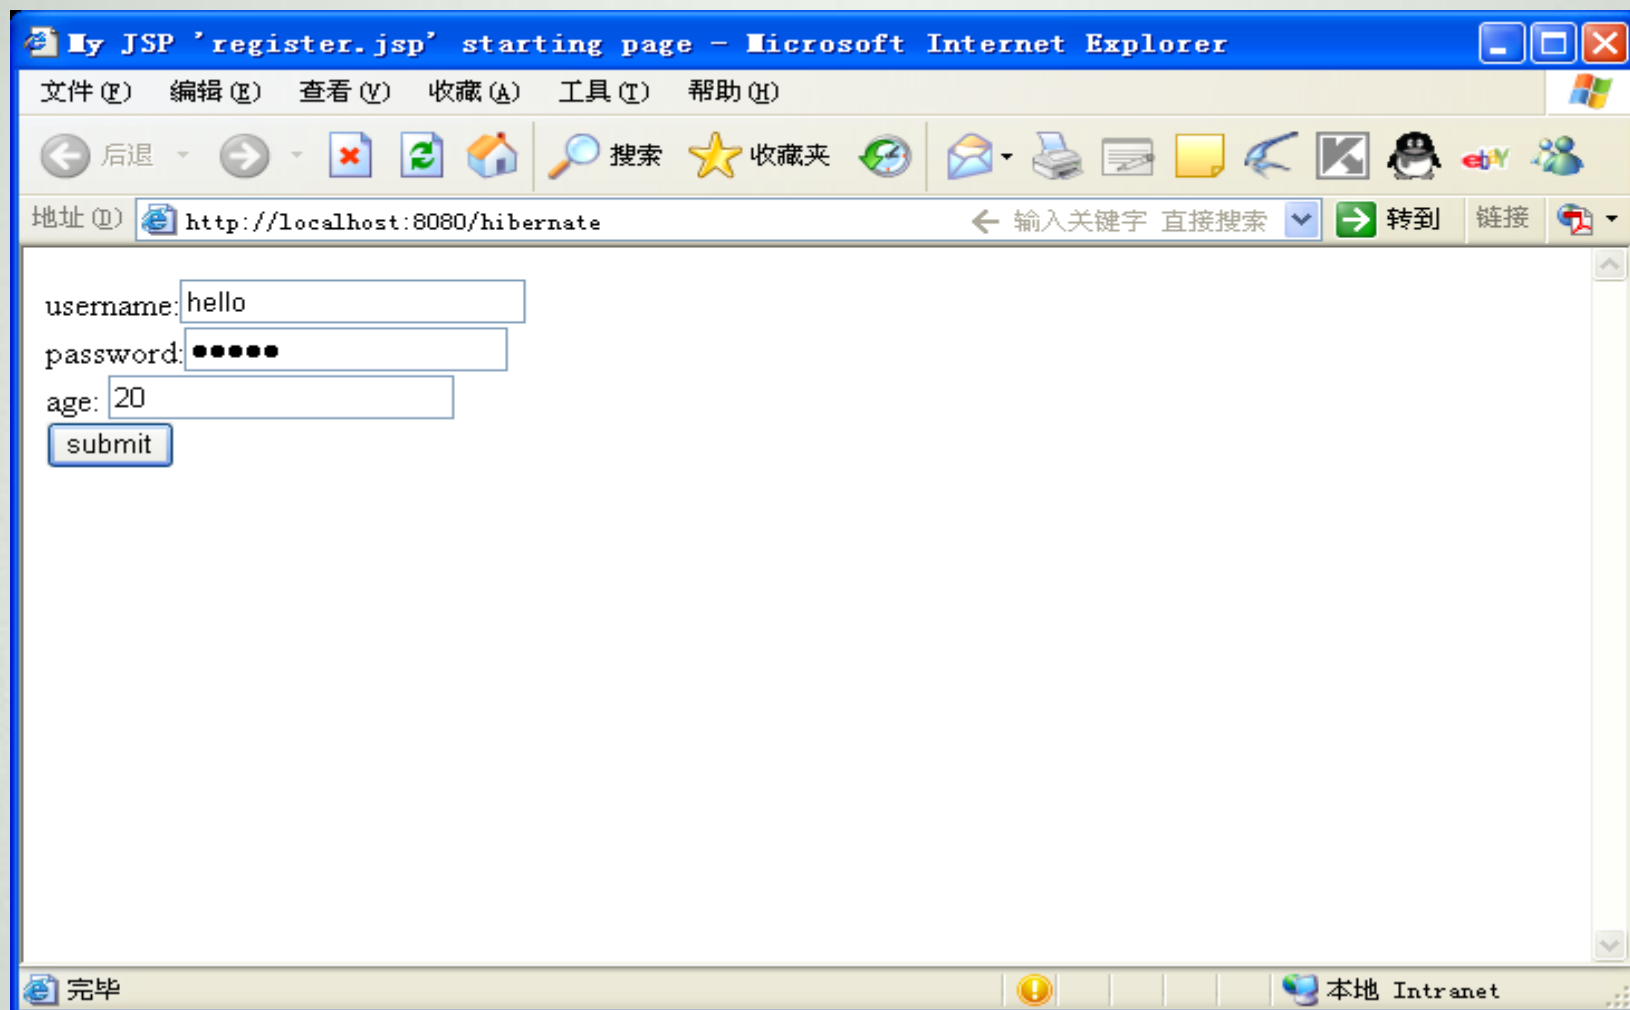 My JSP 'register.jsp' starting page - Microsoft Internet Explorer
文件(F) 编辑(E) 查看(V) 收藏(A) 工具(T) 帮助(H)
后退 搜索 收藏夹 ebY
地址(D) http://localhost:8080/hibernate 输入关键字 直接搜索 转到 链接
username: hello
password: ●●●●●
age: 20
submit
完毕 本地 Intranet